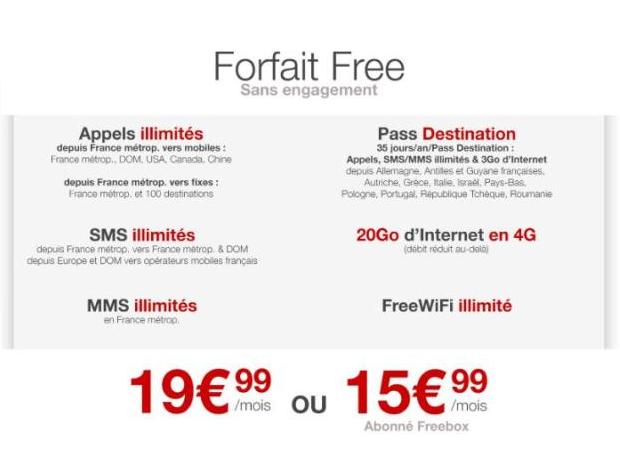 Forfait Free
Sans engagement
Appels illimités
depuis France métrop. vers mobiles :
France métrop., DOM, USA, Canada, Chine
depuis France métrop. vers fixes :
France métrop. et 100 destinations
SMS illimités
depuis France métrop. vers France métrop. & DOM
depuis Europe et DOM vers opérateurs mobiles français
MMS illimités
en France métrop.
Pass Destination
35 jours/an/Pass Destination :
Appels, SMS/MMS illimités & 3Go d'Internet
depuis Allemagne, Antilles et Guyane françaises,
Autriche, Grèce, Italie, Israël, Pays-Bas,
Pologne, Portugal, République Tchèque, Roumanie
20Go d'Internet en 4G
(débit réduit au-delà)
FreeWiFi illimité
19€99 /mois ou 15€99 /mois
Abonné Freebox